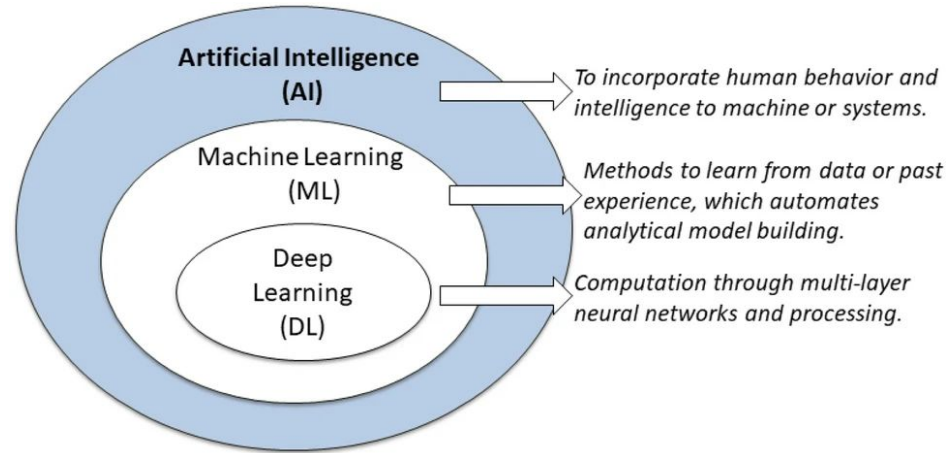 Artificial Intelligence
(AI)
To incorporate human behavior and
intelligence to machine or systems.
Machine Learning
(ML)
Methods to learn from data or past
experience, which automates
analytical model building.
Deep
Learning
(DL)
Computation through multi-layer
neural networks and processing.